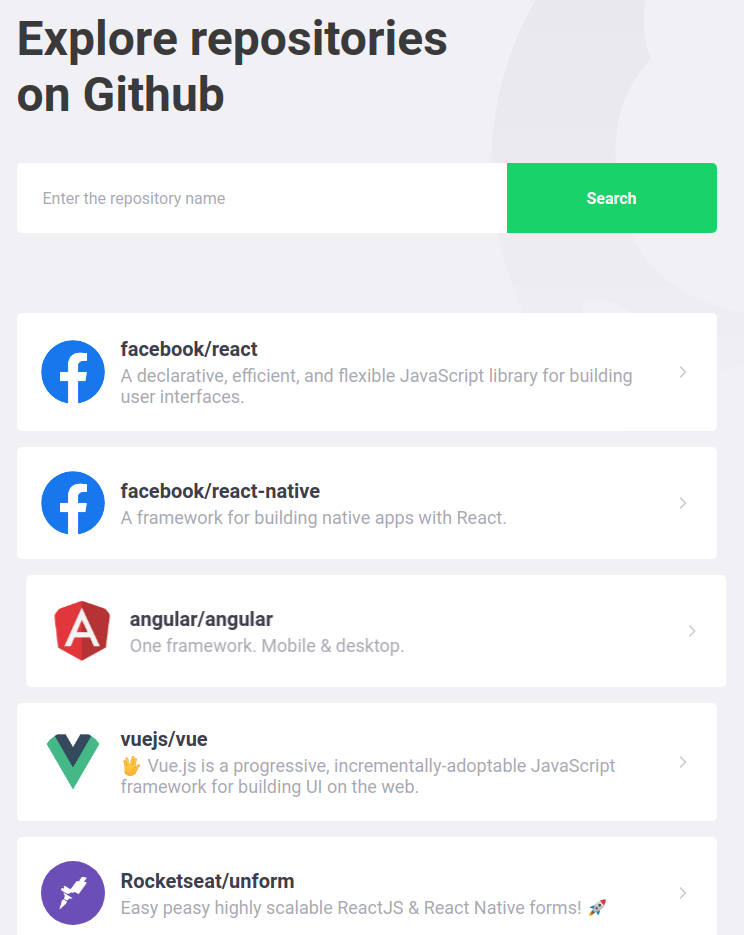 Explore repositories
on Github
Enter the repository name
Search
facebook/react
A declarative, efficient, and flexible JavaScript library for building
user interfaces.
facebook/react-native
A framework for building native apps with React.
angular/angular
One framework. Mobile & desktop.
vuejs/vue
🖖 Vue.js is a progressive, incrementally-adoptable JavaScript
framework for building UI on the web.
Rocketseat/unform
Easy peasy highly scalable ReactJS & React Native forms! 🚀